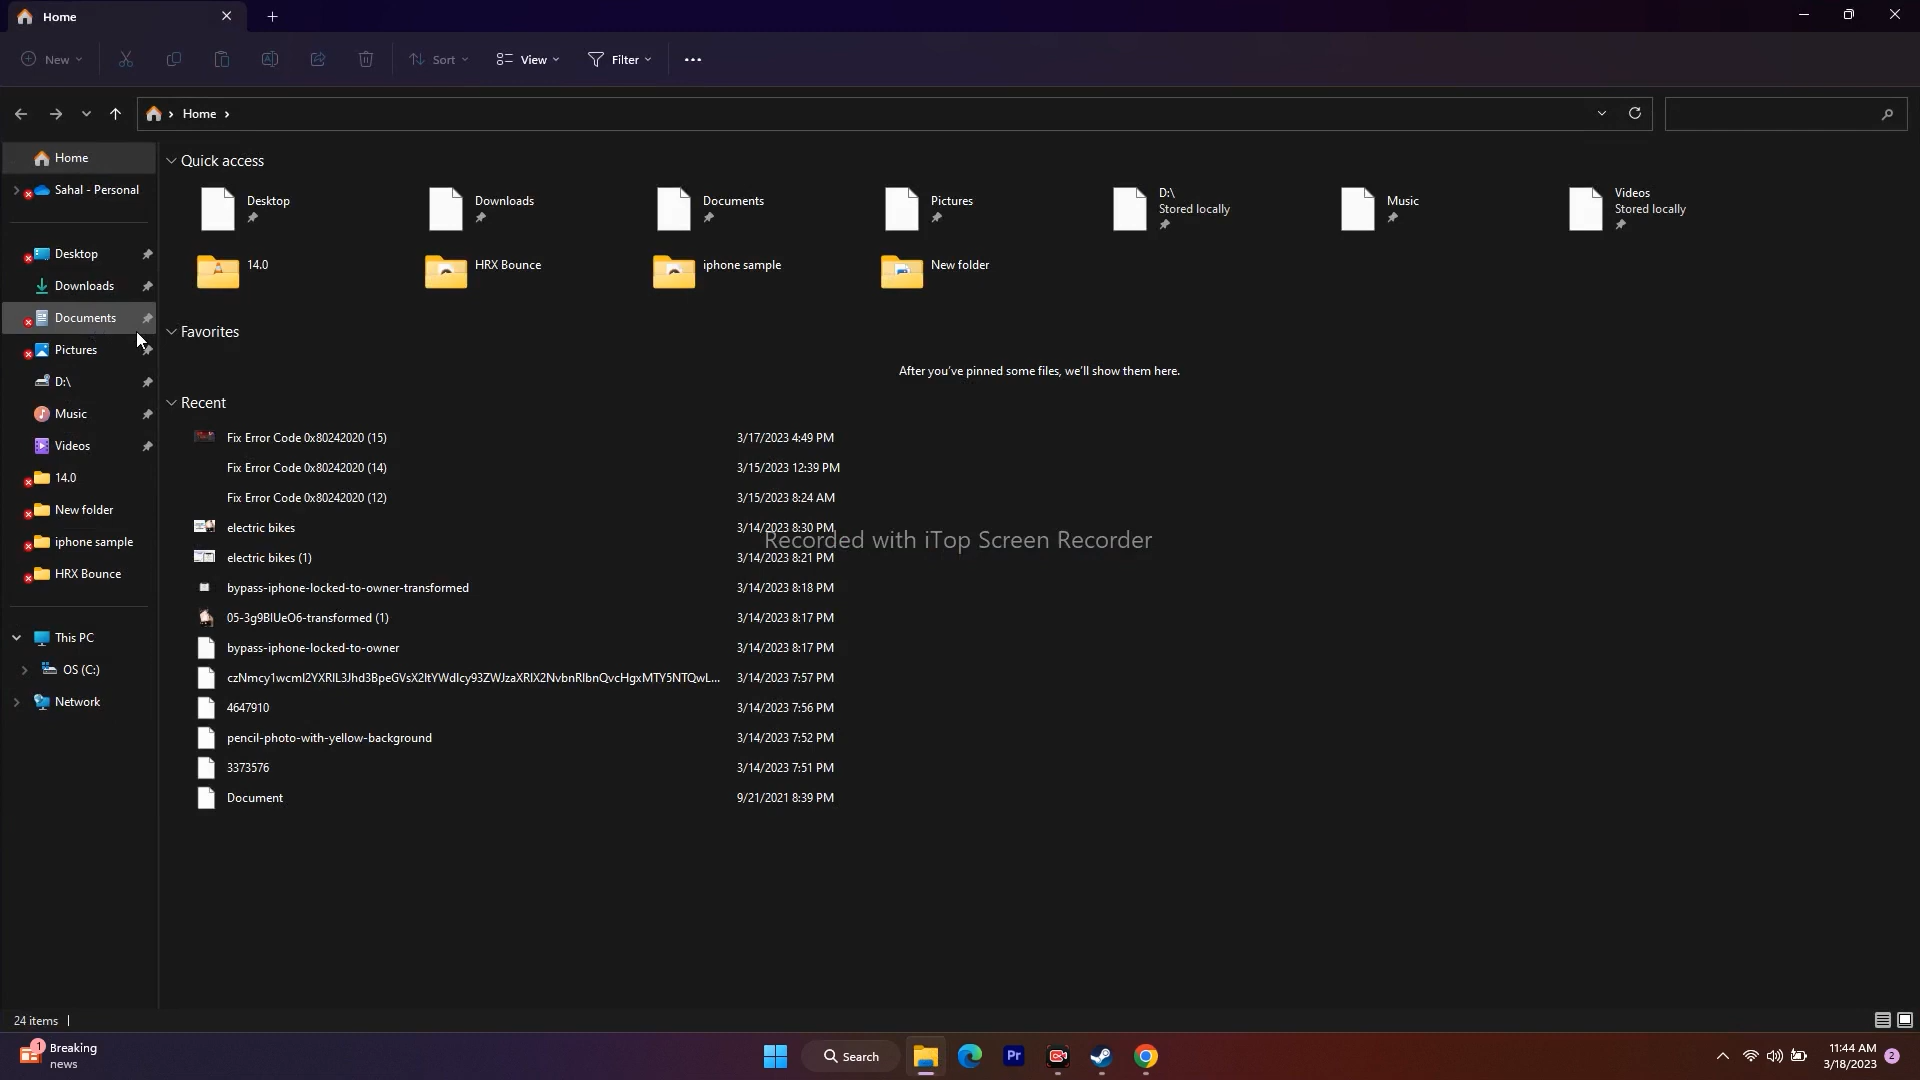 Home
New
Sort
View
Filter
Home
Home
Sahal - Personal
Desktop
Downloads
Documents
Pictures
D:\
Music
Videos
14.0
New folder
iphone sample
HRX Bounce
This PC
OS (C:)
Network
Quick access
Desktop
Downloads
Documents
Pictures
D:\
Stored locally
Music
Videos
Stored locally
14.0
HRX Bounce
iphone sample
New folder
Favorites
After you've pinned some files, we'll show them here.
Recent
Fix Error Code 0x80242020 (15) 3/17/2023 4:49 PM
Fix Error Code 0x80242020 (14) 3/15/2023 12:39 PM
Fix Error Code 0x80242020 (12) 3/15/2023 8:24 AM
electric bikes 3/14/2023 8:30 PM
Recorded with iTop Screen Recorder
electric bikes (1) 3/14/2023 8:21 PM
bypass-iphone-locked-to-owner-transformed 3/14/2023 8:18 PM
05-3g9BIUeO6-transformed (1) 3/14/2023 8:17 PM
bypass-iphone-locked-to-owner 3/14/2023 8:17 PM
3/14/2023 7:57 PM
4647910 3/14/2023 7:56 PM
pencil-photo-with-yellow-background 3/14/2023 7:52 PM
3373576 3/14/2023 7:51 PM
Document 9/21/2021 8:39 PM
24 items
1
Breaking
news
Search
Pr
11:44 AM
3/18/2023
2